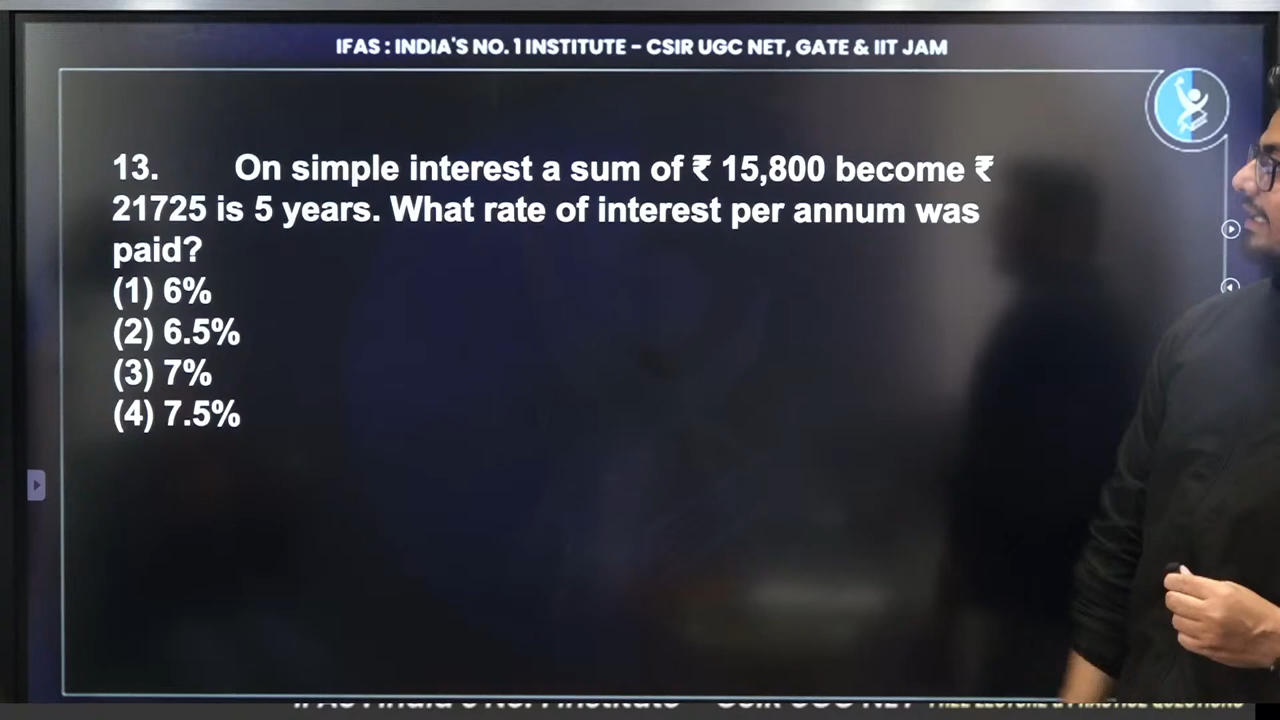 IFAS : INDIA'S NO. 1 INSTITUTE – CSIR UGC NET, GATE & IIT JAM
13. On simple interest a sum of ₹ 15,800 become ₹
21725 is 5 years. What rate of interest per annum was
paid?
(1) 6%
(2) 6.5%
(3) 7%
(4) 7.5%